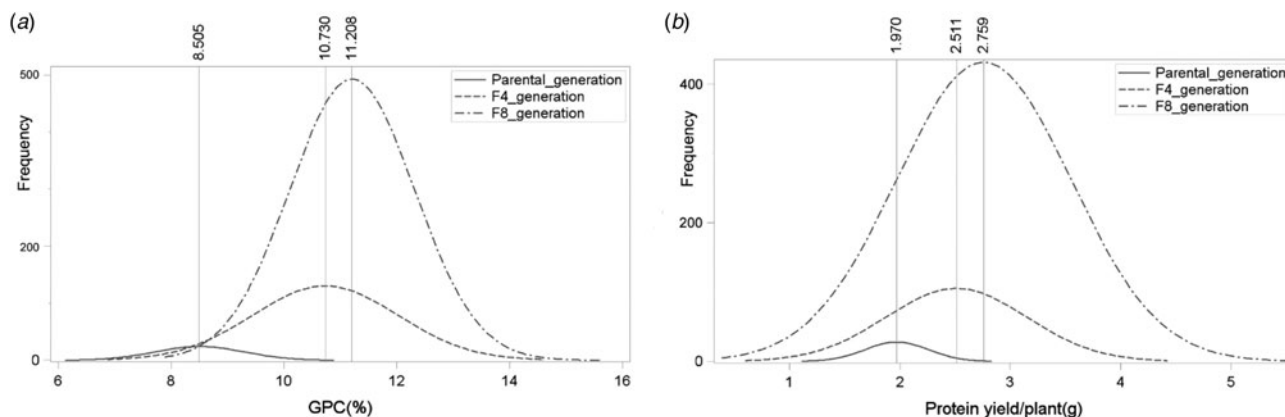 (a)
8.505
10.730
11.208
500
200
0
Frequency
Parental_generation
F4_generation
F8_generation
6
8
10
12
14
16
GPC(%)
(b)
1.970
2.511
2.759
400
200
0
Frequency
Parental_generation
F4_generation
F8_generation
1
2
3
4
5
Protein yield/plant(g)